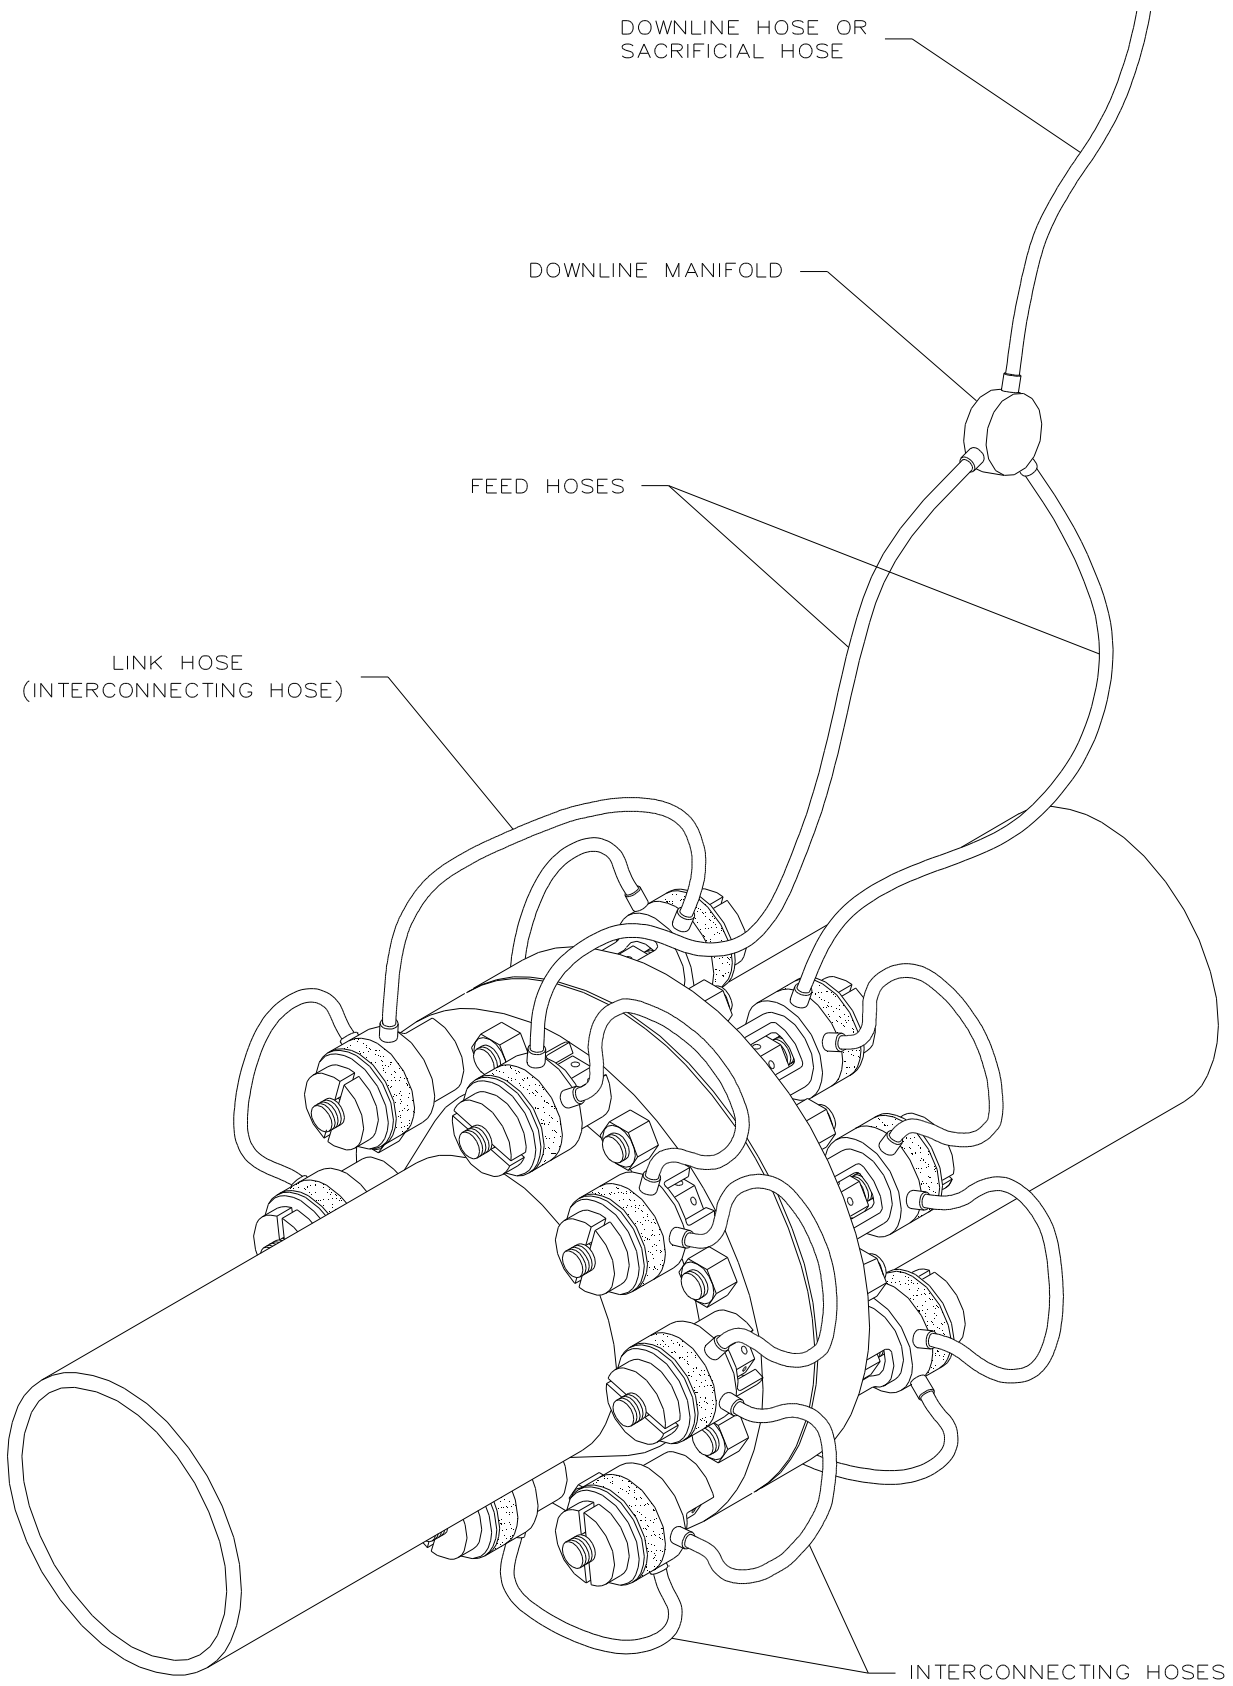 DOWNLINE HOSE OR
SACRIFICIAL HOSE
DOWNLINE MANIFOLD
FEED HOSES
LINK HOSE
(INTERCONNECTING HOSE)
INTERCONNECTING HOSES